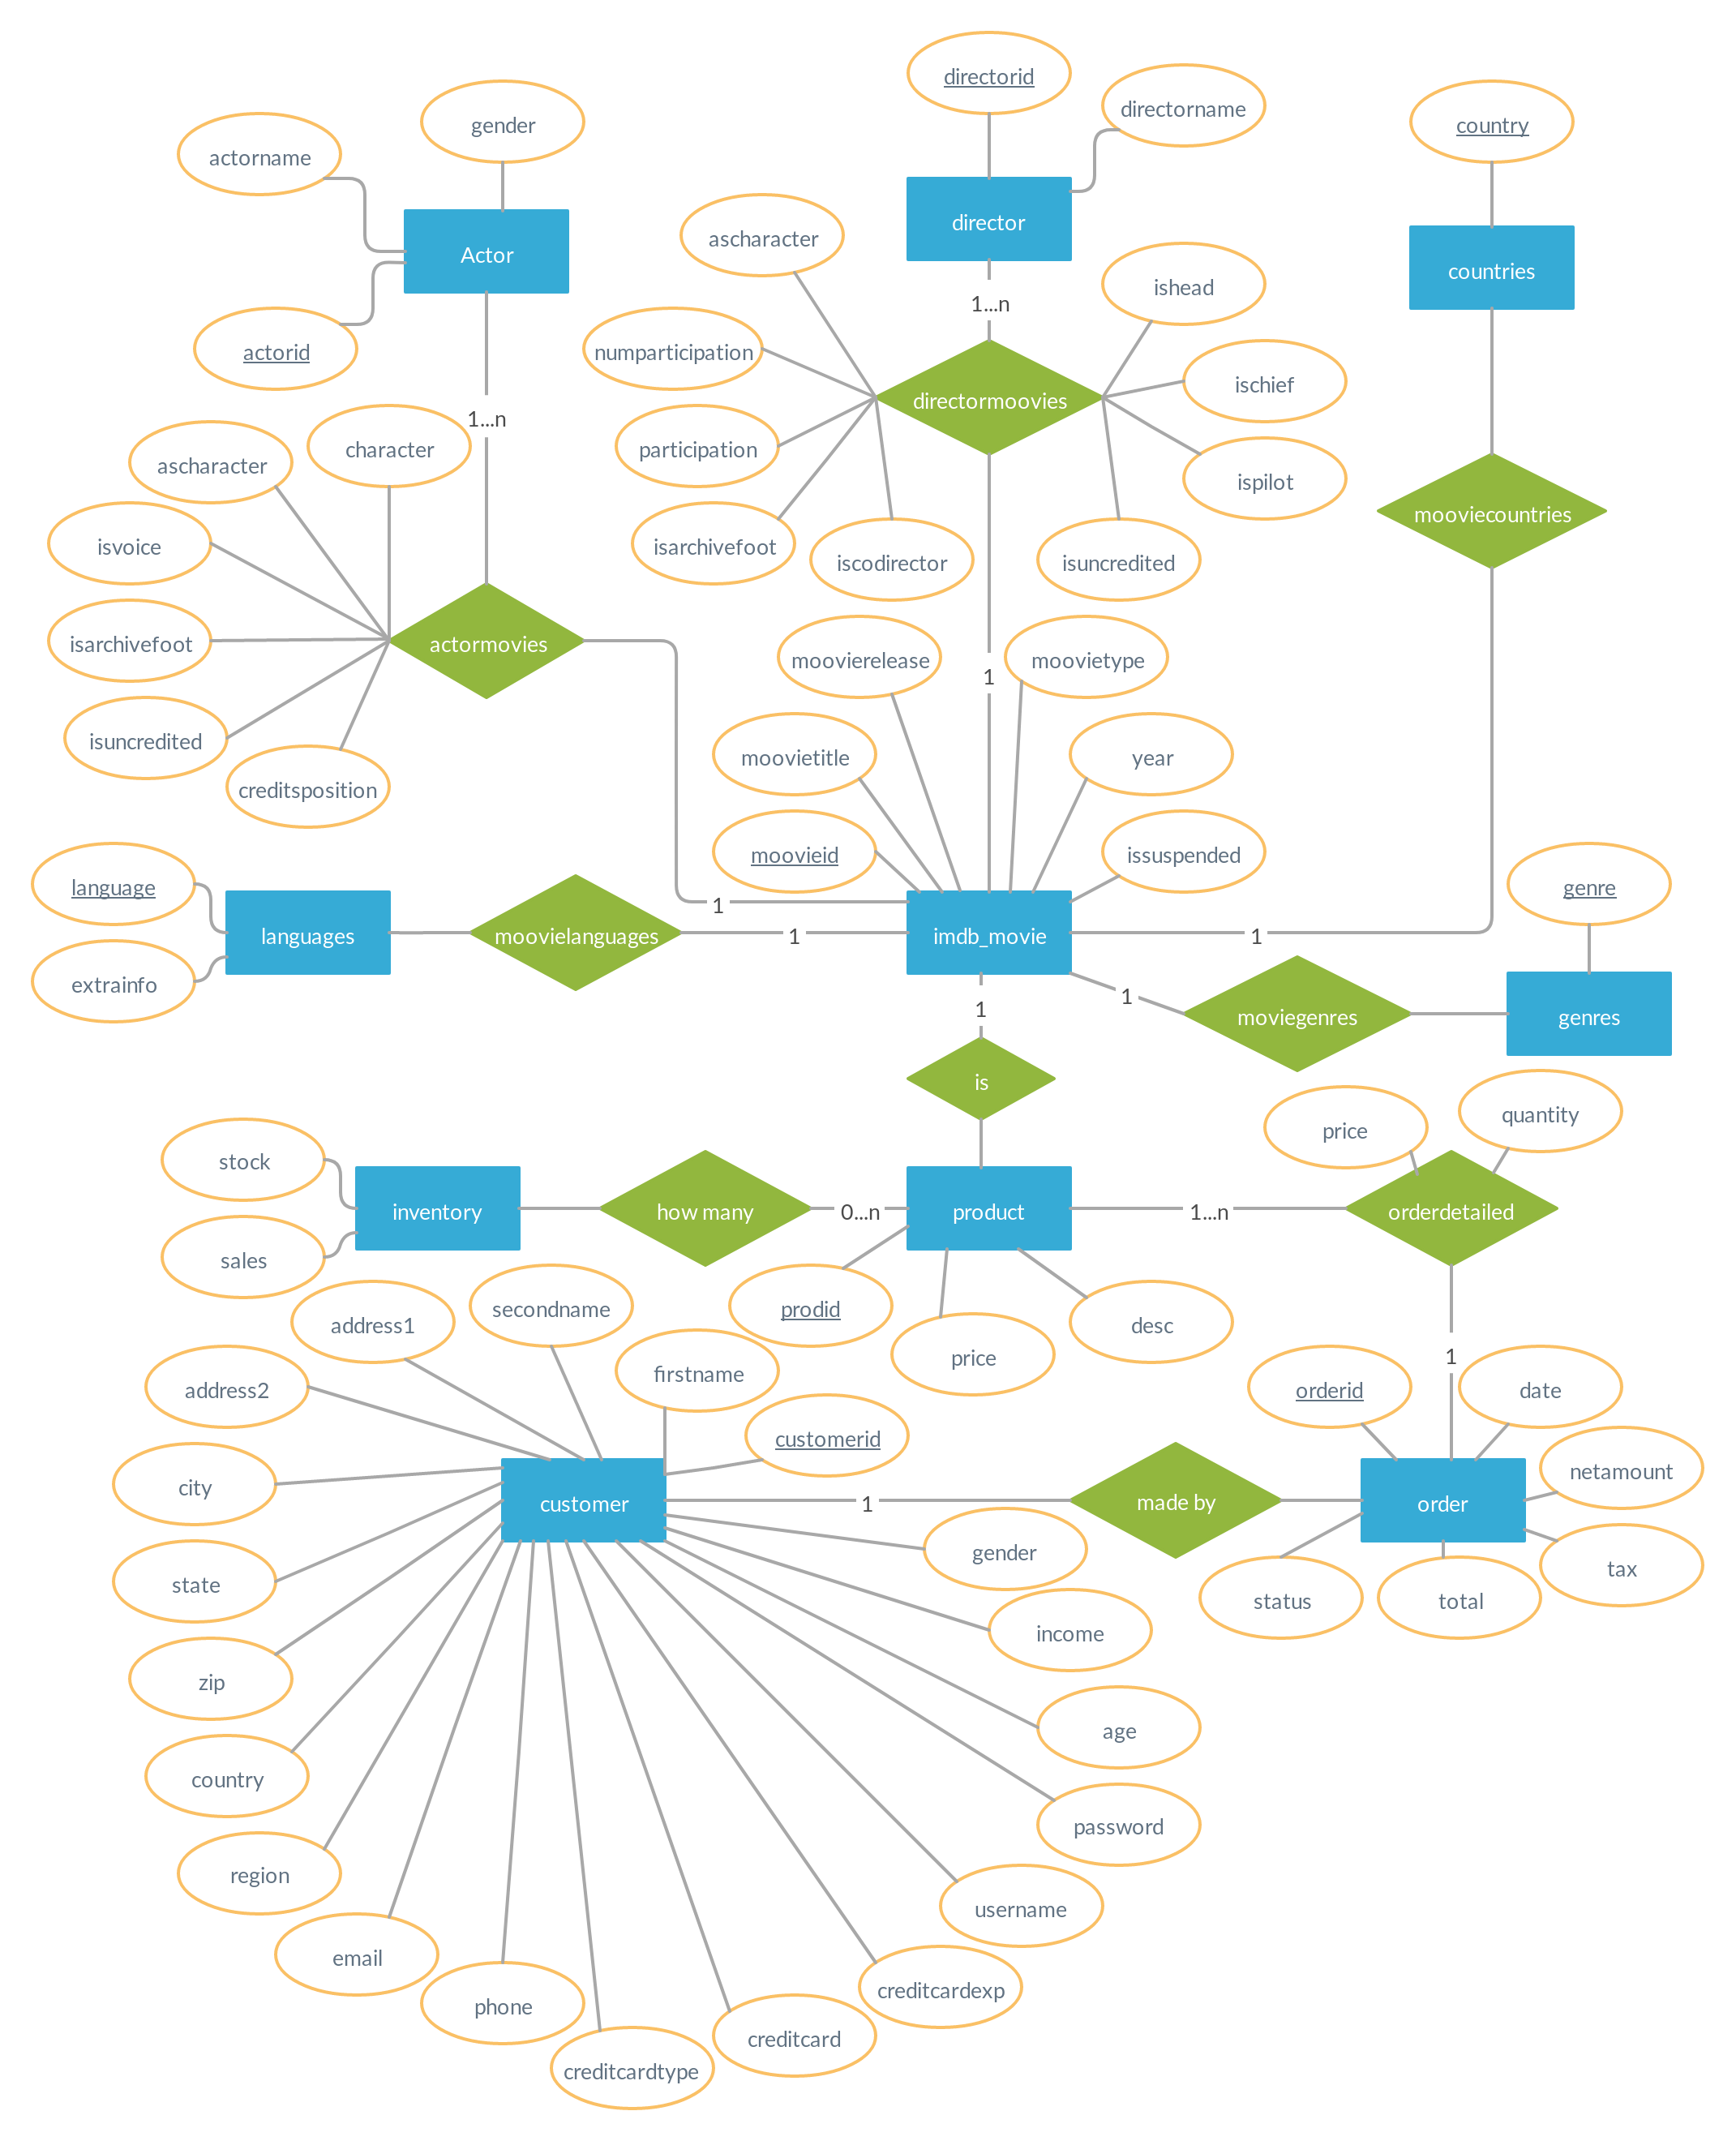 directorid
directorname
gender
country
actorname
director
ascharacter
Actor
countries
ishead
1...n
numparticipation
actorid
ischief
directormoovies
1...n
character
participation
ascharacter
ispilot
mooviecountries
isvoice
isarchivefoot
iscodirector
isuncredited
isarchivefoot
actormovies
moovierelease
moovietype
1
isuncredited
moovietitle
year
creditsposition
moovieid
issuspended
language
genre
1
languages
moovielanguages
1
imdb_movie
1
extrainfo
1
1
moviegenres
genres
is
quantity
price
stock
inventory
how many
0...n
product
1...n
orderdetailed
sales
secondname
prodid
address1
desc
price
1
firstname
address2
orderid
date
customerid
netamount
city
customer
1
made by
order
gender
tax
state
status
total
income
zip
age
country
password
region
username
email
creditcardexp
phone
creditcard
creditcardtype